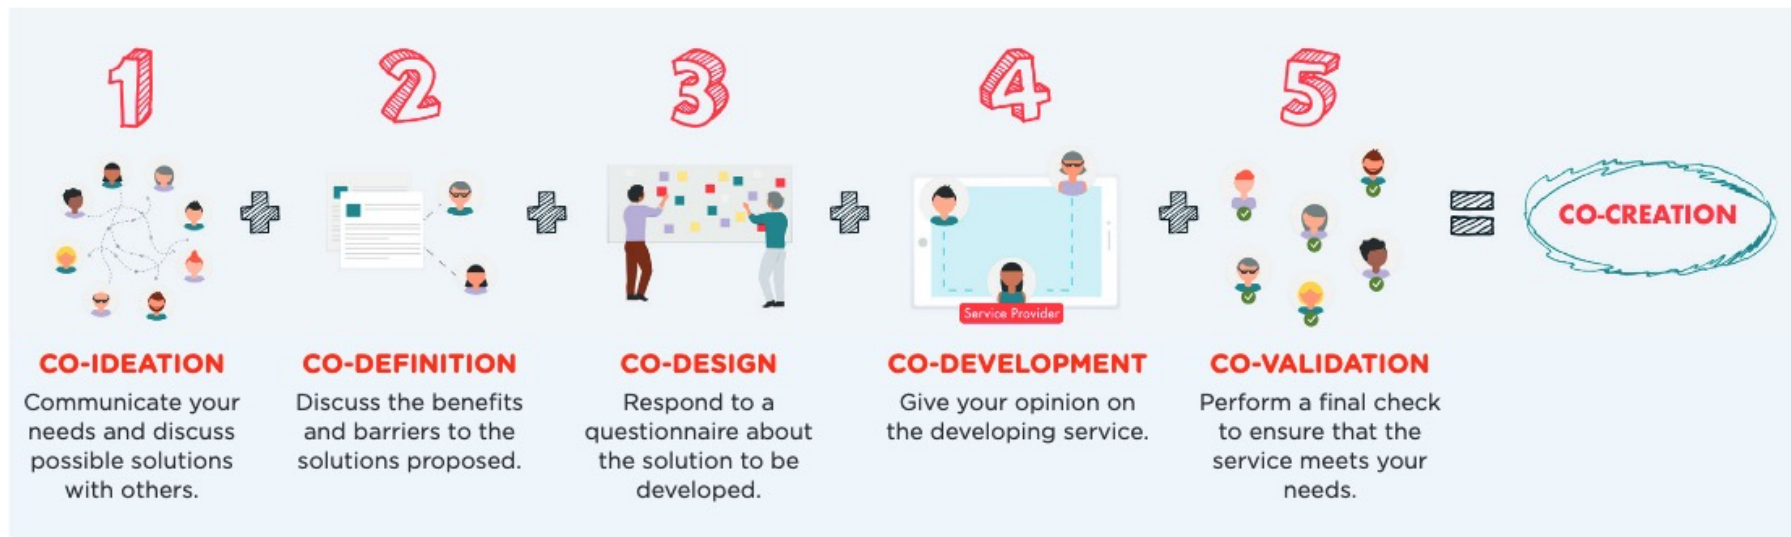 1
2
3
4
5
Service Provider
CO-CREATION
CO-IDEATION
Communicate your
needs and discuss
possible solutions
with others.
CO-DEFINITION
Discuss the benefits
and barriers to the
solutions proposed.
CO-DESIGN
Respond to a
questionnaire about
the solution to be
developed.
CO-DEVELOPMENT
Give your opinion on
the developing service.
CO-VALIDATION
Perform a final check
to ensure that the
service meets your
needs.